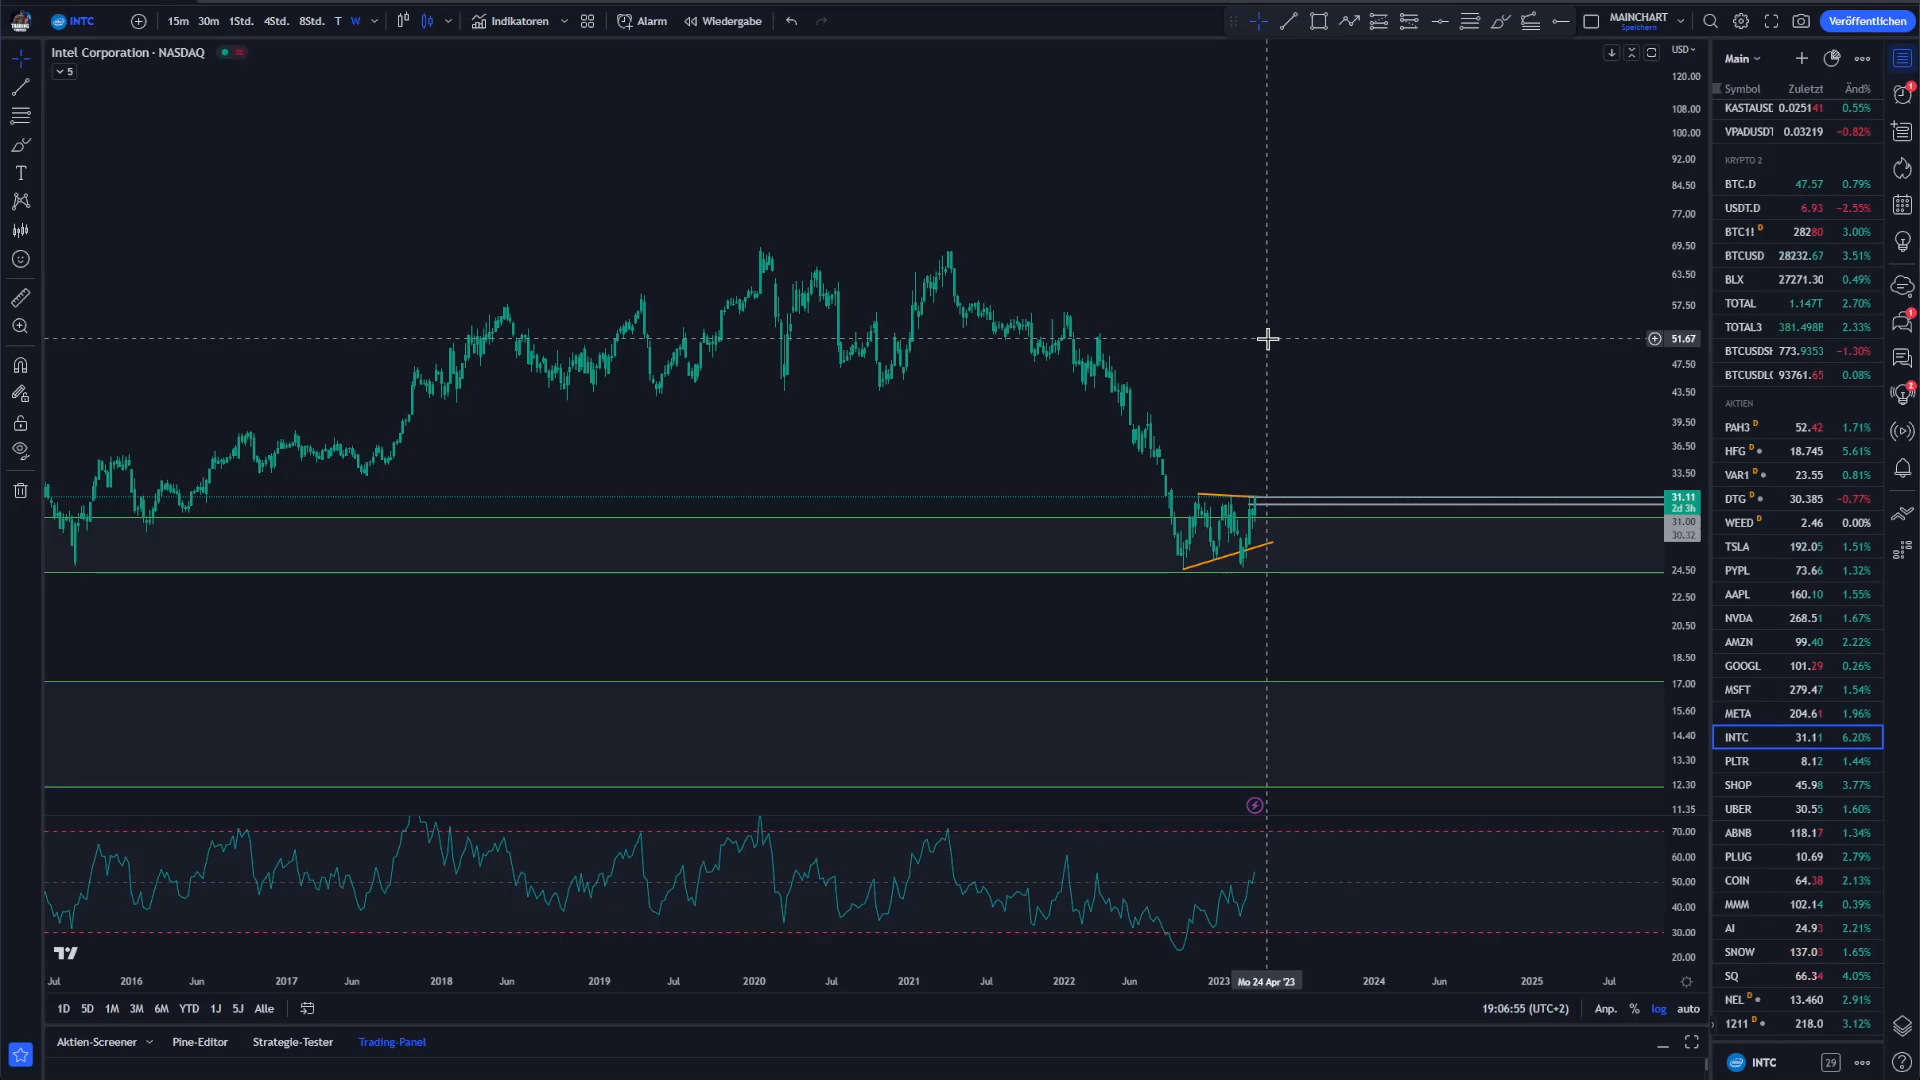 INTC
15m 30m 1Std. 4Std. 8Std. T W
Indikatoren
Alarm
Wiedergabe
MAINCHART
Speichern
Veröffentlichen
Intel Corporation · NASDAQ
5
USD
120.00
108.00
100.00
92.00
84.50
77.00
69.50
63.50
57.50
51.67
47.50
43.50
39.50
36.50
33.50
31.11
2d 3h
31.00
30.32
24.50
22.50
20.50
18.50
17.00
15.60
14.40
13.30
12.30
11.35
70.00
60.00
50.00
40.00
30.00
20.00
Jul 2016 Jun 2017 Jun 2018 Jun 2019 Jul 2020 Jul 2021 Jul 2022 Jun 2023 Mo 24 Apr '23 2024 Jun 2025 Jul
1D 5D 1M 3M 6M YTD 1J 5J Alle
19:06:55 (UTC+2) Anp. % log auto
Aktien-Screener Pine-Editor Strategie-Tester Trading-Panel
Main
Symbol Zuletzt Änd%
KASTAUSD 0.025141 0.55%
VPADUSDT 0.03219 −0.82%
KRYPTO 2
BTC.D 47.57 0.79%
USDT.D 6.93 −2.55%
BTC1! D 28280 3.00%
BTCUSD 28232.67 3.51%
BLX 27271.30 0.49%
TOTAL 1.147T 2.70%
TOTAL3 381.498B 2.33%
BTCUSDSH 773.9353 −1.30%
BTCUSDLO 93761.65 0.08%
AKTIEN
PAH3 D 52.42 1.71%
HFG D 18.745 5.61%
VAR1 D 23.55 0.81%
DTG D 30.385 −0.77%
WEED D 2.46 0.00%
TSLA 192.05 1.51%
PYPL 73.66 1.32%
AAPL 160.10 1.55%
NVDA 268.51 1.67%
AMZN 99.40 2.22%
GOOGL 101.29 0.26%
MSFT 279.47 1.54%
META 204.61 1.96%
INTC 31.11 6.20%
PLTR 8.12 1.44%
SHOP 45.98 3.77%
UBER 30.55 1.60%
ABNB 118.17 1.34%
PLUG 10.69 2.79%
COIN 64.38 2.13%
MMM 102.14 0.39%
AI 24.93 2.21%
SNOW 137.03 1.65%
SQ 66.34 4.05%
NEL D 13.460 2.91%
1211 D 218.0 3.12%
INTC 29
1
1
2